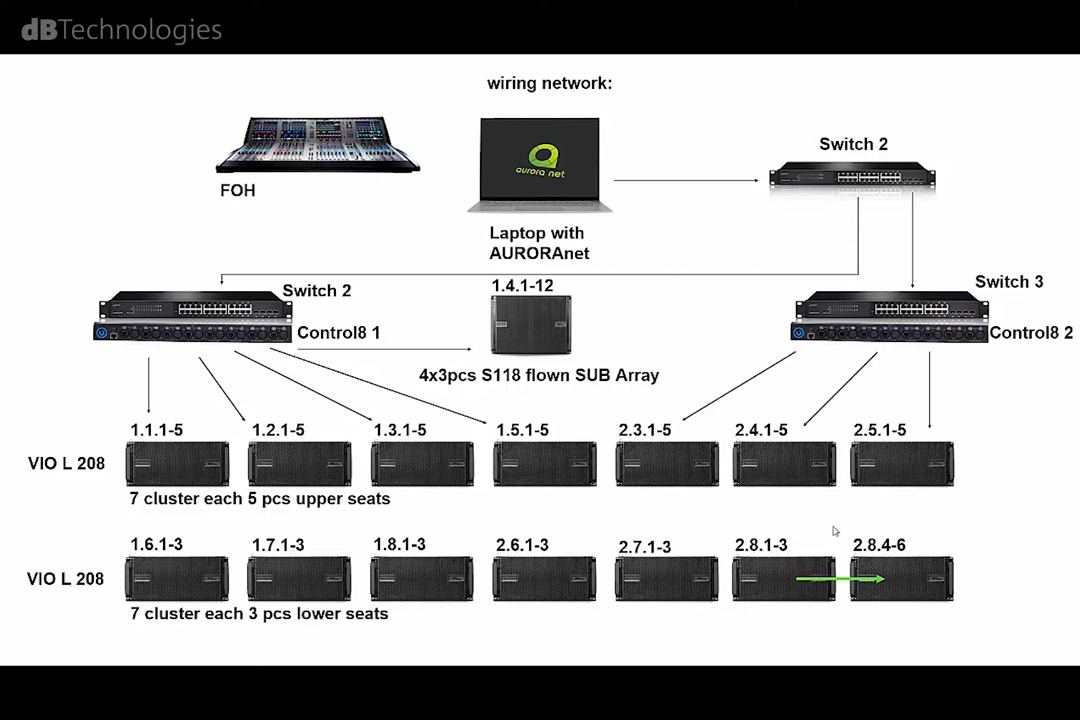 dBTechnologies
wiring network:
Switch 2
FOH
aurora net
Laptop with
AURORAnet
1.4.1-12
Switch 2
Switch 3
Control8 1
Control8 2
4x3pcs S118 flown SUB Array
1.1.1-5
1.2.1-5
1.3.1-5
1.5.1-5
2.3.1-5
2.4.1-5
2.5.1-5
VIO L 208
7 cluster each 5 pcs upper seats
1.6.1-3
1.7.1-3
1.8.1-3
2.6.1-3
2.7.1-3
2.8.1-3
2.8.4-6
VIO L 208
7 cluster each 3 pcs lower seats